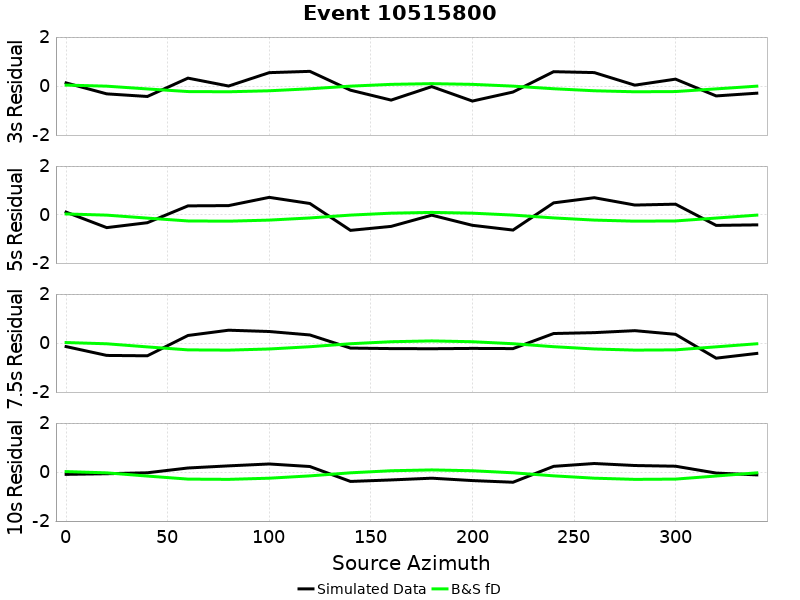 Event 10515800
3s Residual
2
0
-2
5s Residual
2
0
-2
7.5s Residual
2
0
-2
10s Residual
2
0
-2
0 50 100 150 200 250 300
Source Azimuth
Simulated Data B&S fD